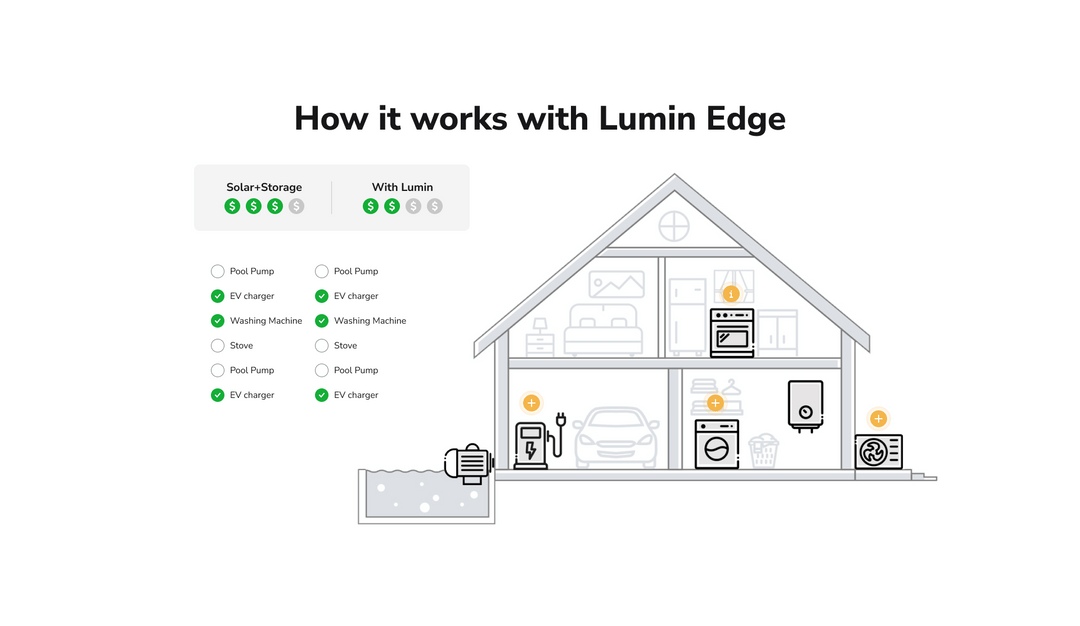 How it works with Lumin Edge
Solar+Storage
$ $ $ $
With Lumin
$ $ $ $
Pool Pump
EV charger
Washing Machine
Stove
Pool Pump
EV charger
Pool Pump
EV charger
Washing Machine
Stove
Pool Pump
EV charger
i
+
+
+